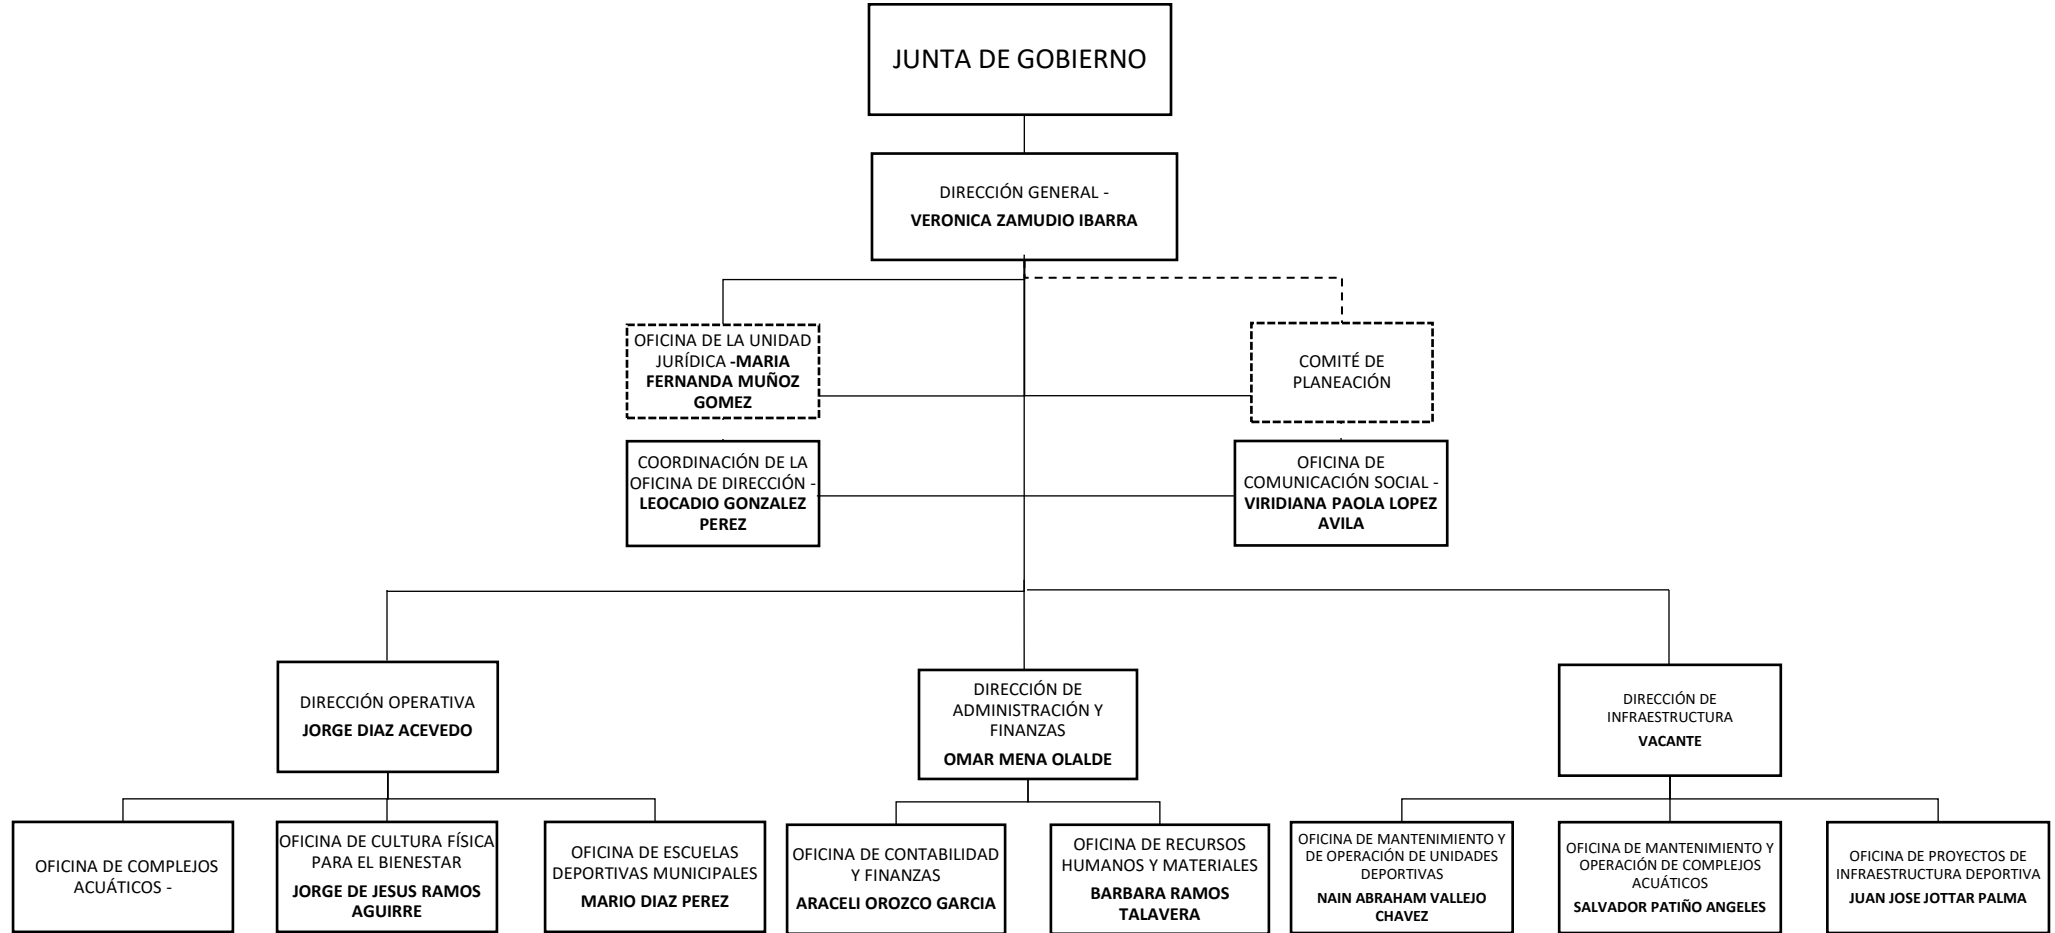 JUNTA DE GOBIERNO
DIRECCIÓN GENERAL -
VERONICA ZAMUDIO IBARRA
OFICINA DE LA UNIDAD
JURÍDICA -MARIA
FERNANDA MUÑOZ
GOMEZ
COMITÉ DE
PLANEACIÓN
COORDINACIÓN DE LA
OFICINA DE DIRECCIÓN -
LEOCADIO GONZALEZ
PEREZ
OFICINA DE
COMUNICACIÓN SOCIAL -
VIRIDIANA PAOLA LOPEZ
AVILA
DIRECCIÓN OPERATIVA
JORGE DIAZ ACEVEDO
DIRECCIÓN DE
ADMINISTRACIÓN Y
FINANZAS
OMAR MENA OLALDE
DIRECCIÓN DE
INFRAESTRUCTURA
VACANTE
OFICINA DE COMPLEJOS
ACUÁTICOS -
OFICINA DE CULTURA FÍSICA
PARA EL BIENESTAR
JORGE DE JESUS RAMOS
AGUIRRE
OFICINA DE ESCUELAS
DEPORTIVAS MUNICIPALES
MARIO DIAZ PEREZ
OFICINA DE CONTABILIDAD
Y FINANZAS
ARACELI OROZCO GARCIA
OFICINA DE RECURSOS
HUMANOS Y MATERIALES
BARBARA RAMOS
TALAVERA
OFICINA DE MANTENIMIENTO Y
DE OPERACIÓN DE UNIDADES
DEPORTIVAS
NAIN ABRAHAM VALLEJO
CHAVEZ
OFICINA DE MANTENIMIENTO Y
OPERACIÓN DE COMPLEJOS
ACUÁTICOS
SALVADOR PATIÑO ANGELES
OFICINA DE PROYECTOS DE
INFRAESTRUCTURA DEPORTIVA
JUAN JOSE JOTTAR PALMA